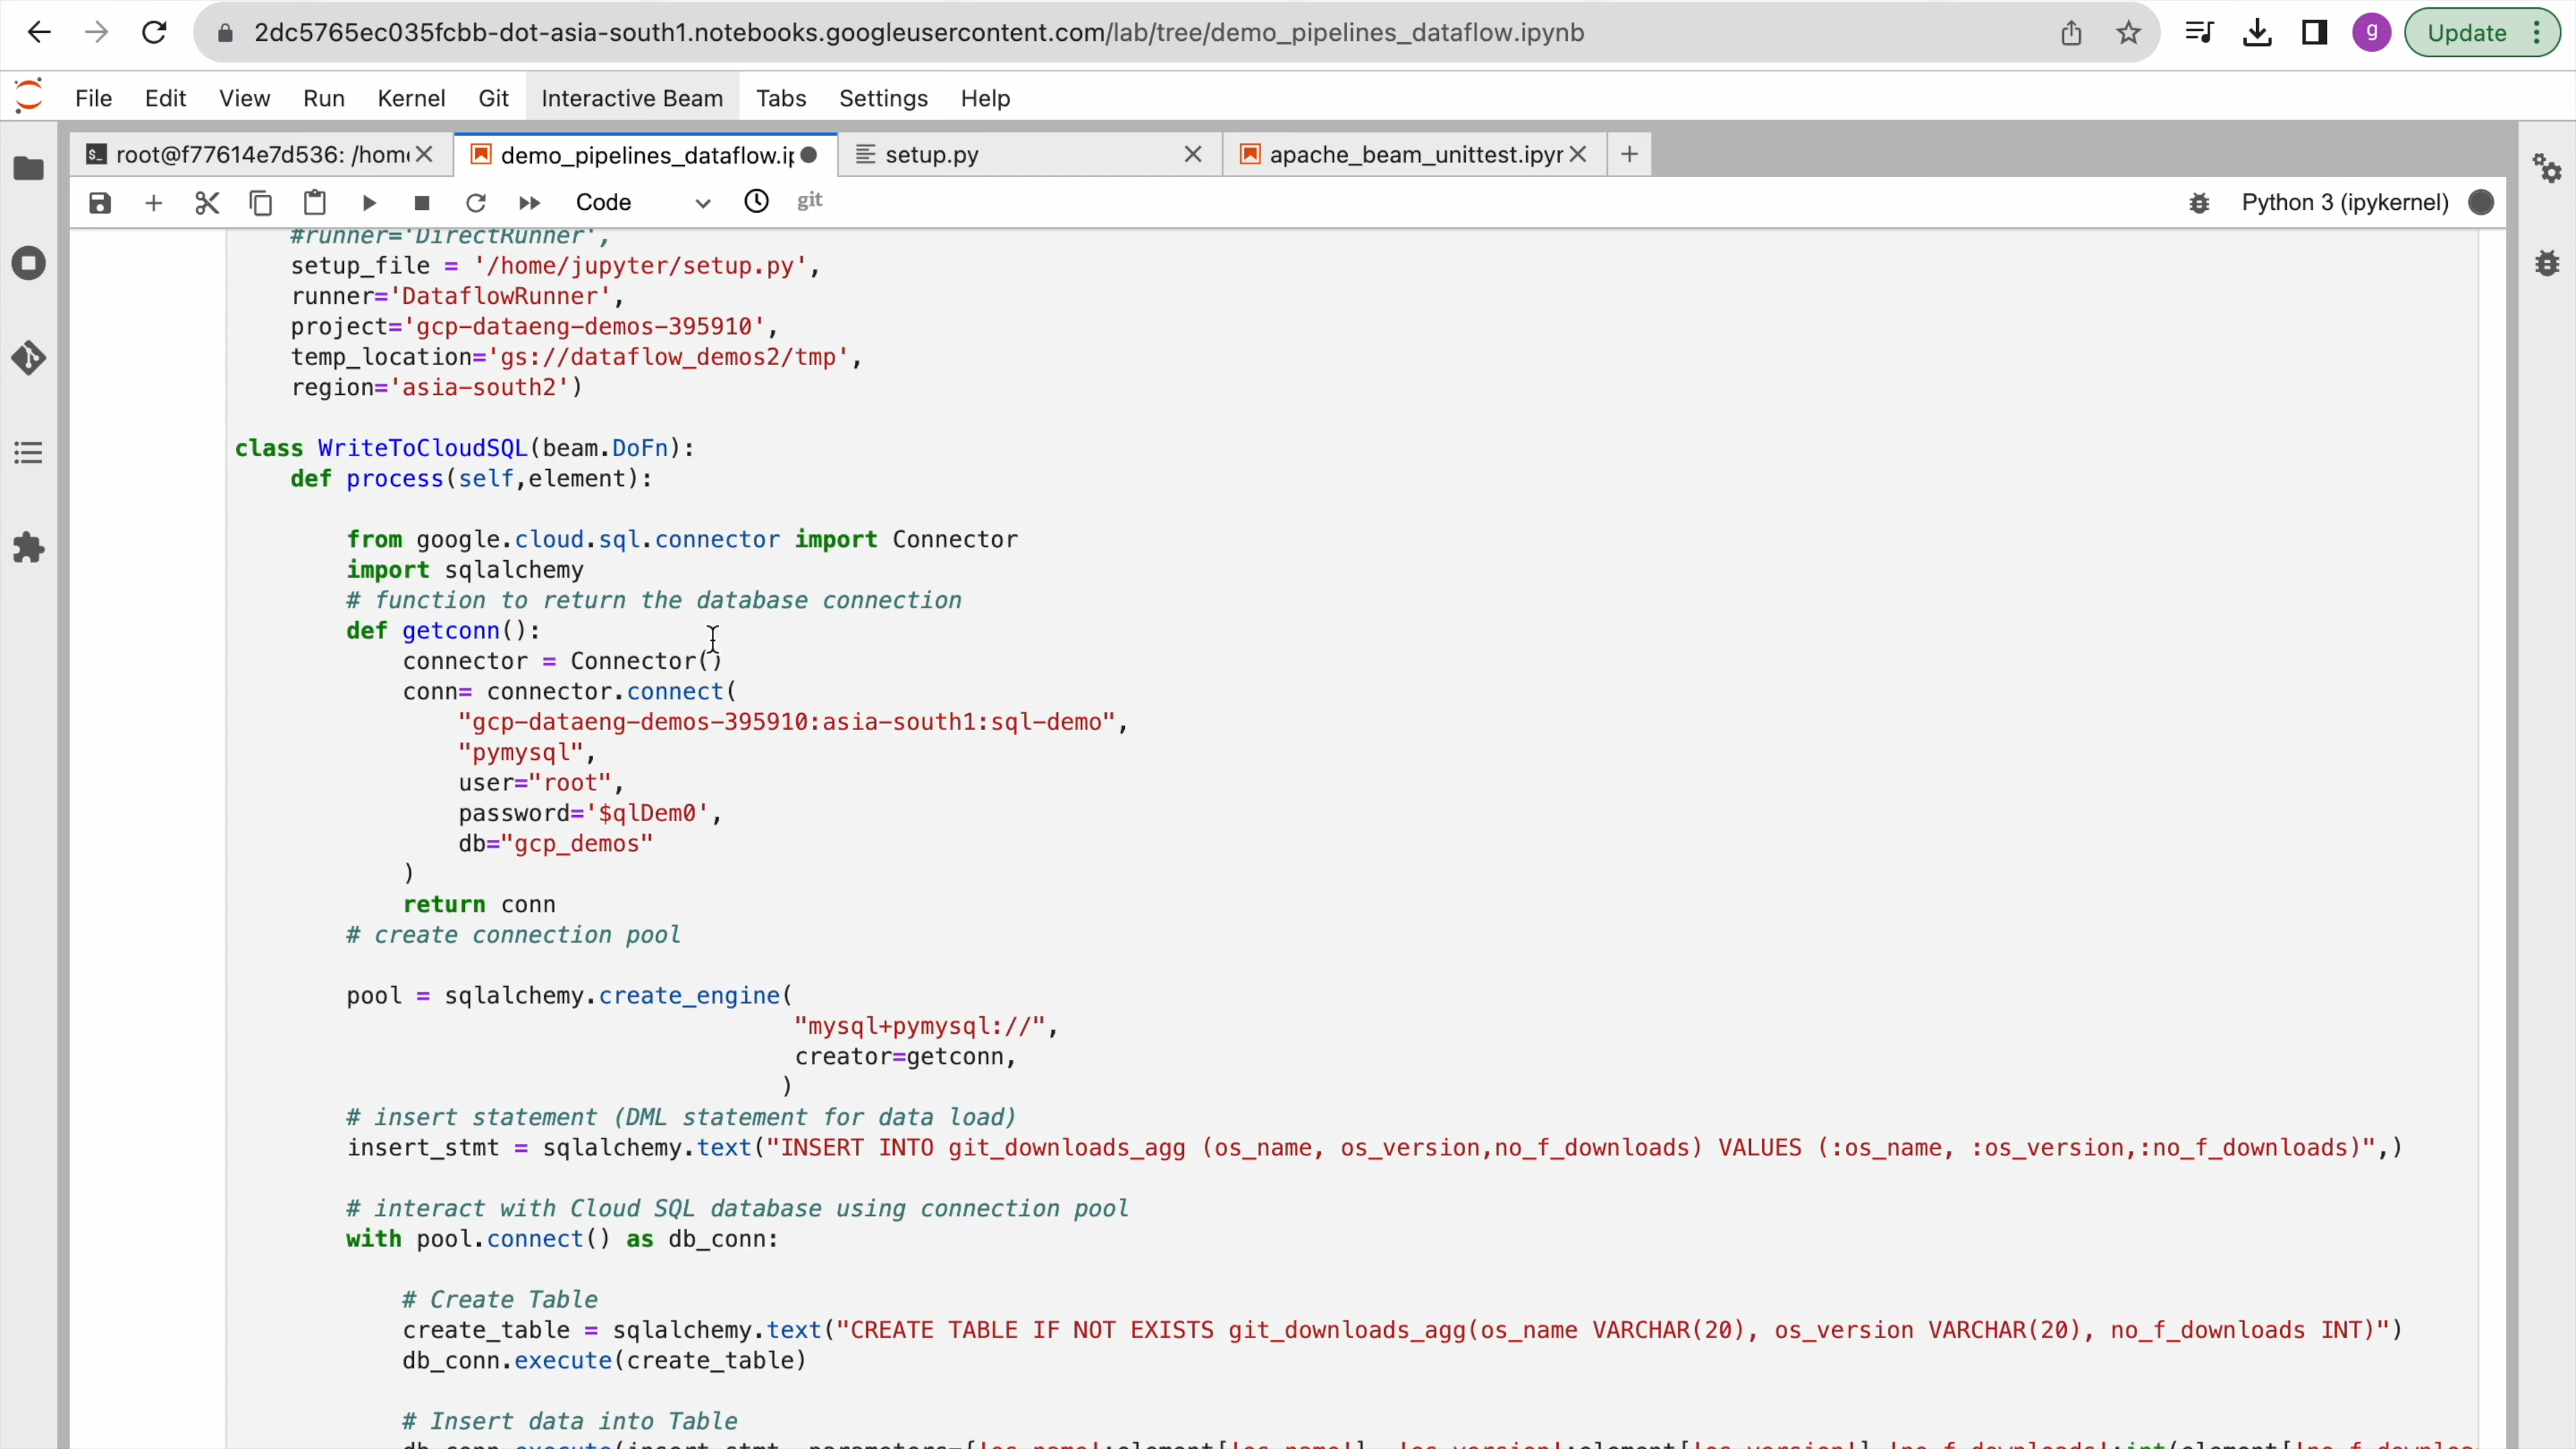 2dc5765ec035fcbb-dot-asia-south1.notebooks.googleusercontent.com/lab/tree/demo_pipelines_dataflow.ipynb
g
Update
File Edit View Run Kernel Git Interactive Beam Tabs Settings Help
root@f77614e7d536: /home
demo_pipelines_dataflow.ip
setup.py
apache_beam_unittest.ipyr
Code
git
Python 3 (ipykernel)
#runner='DirectRunner',
setup_file = '/home/jupyter/setup.py',
runner='DataflowRunner',
project='gcp-dataeng-demos-395910',
temp_location='gs://dataflow_demos2/tmp',
region='asia-south2')
class WriteToCloudSQL(beam.DoFn):
def process(self,element):
from google.cloud.sql.connector import Connector
import sqlalchemy
# function to return the database connection
def getconn():
connector = Connector()
conn= connector.connect(
"gcp-dataeng-demos-395910:asia-south1:sql-demo",
"pymysql",
user="root",
password='$qlDem0',
db="gcp_demos"
)
return conn
# create connection pool
pool = sqlalchemy.create_engine(
"mysql+pymysql://",
creator=getconn,
)
# insert statement (DML statement for data load)
insert_stmt = sqlalchemy.text("INSERT INTO git_downloads_agg (os_name, os_version,no_f_downloads) VALUES (:os_name, :os_version,:no_f_downloads)",)
# interact with Cloud SQL database using connection pool
with pool.connect() as db_conn:
# Create Table
create_table = sqlalchemy.text("CREATE TABLE IF NOT EXISTS git_downloads_agg(os_name VARCHAR(20), os_version VARCHAR(20), no_f_downloads INT)")
db_conn.execute(create_table)
# Insert data into Table